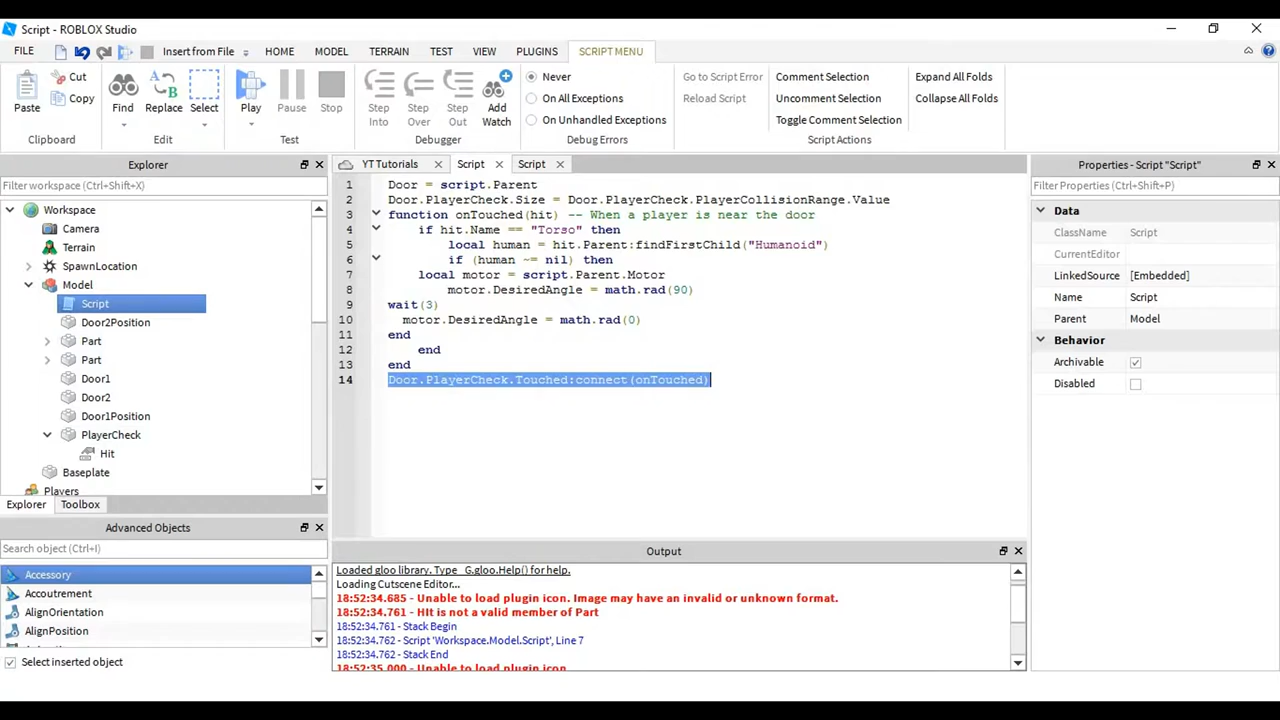 Script - ROBLOX Studio
FILE
Insert from File
HOME
MODEL
TERRAIN
TEST
VIEW
PLUGINS
SCRIPT MENU
Paste
Cut
Copy
Clipboard
Find
Replace
Select
Edit
Play
Pause
Stop
Test
Step Into
Step Over
Step Out
Add Watch
Debugger
Never
On All Exceptions
On Unhandled Exceptions
Debug Errors
Go to Script Error
Reload Script
Comment Selection
Uncomment Selection
Toggle Comment Selection
Expand All Folds
Collapse All Folds
Script Actions
Explorer
Filter workspace (Ctrl+Shift+X)
Workspace
Camera
Terrain
SpawnLocation
Model
Script
Door2Position
Part
Part
Door1
Door2
Door1Position
PlayerCheck
Hit
Baseplate
Players
Explorer
Toolbox
Advanced Objects
Search object (Ctrl+I)
Accessory
Accoutrement
AlignOrientation
AlignPosition
Select inserted object
YT Tutorials
Script
Script
1 Door = script.Parent
2 Door.PlayerCheck.Size = Door.PlayerCheck.PlayerCollisionRange.Value
3 function onTouched(hit) -- When a player is near the door
4 if hit.Name == "Torso" then
5 local human = hit.Parent:findFirstChild("Humanoid")
6 if (human ~= nil) then
7 local motor = script.Parent.Motor
8 motor.DesiredAngle = math.rad(90)
9 wait(3)
10 motor.DesiredAngle = math.rad(0)
11 end
12 end
13 end
14 Door.PlayerCheck.Touched:connect(onTouched)
Output
Loaded gloo library. Type _G.gloo.Help() for help.
Loading Cutscene Editor...
18:52:34.685 - Unable to load plugin icon. Image may have an invalid or unknown format.
18:52:34.761 - HIt is not a valid member of Part
18:52:34.761 - Stack Begin
18:52:34.762 - Script 'Workspace.Model.Script', Line 7
18:52:34.762 - Stack End
18:52:35.000 - Unable to load plugin icon.
Properties - Script "Script"
Filter Properties (Ctrl+Shift+P)
Data
ClassName Script
CurrentEditor
LinkedSource [Embedded]
Name Script
Parent Model
Behavior
Archivable
Disabled